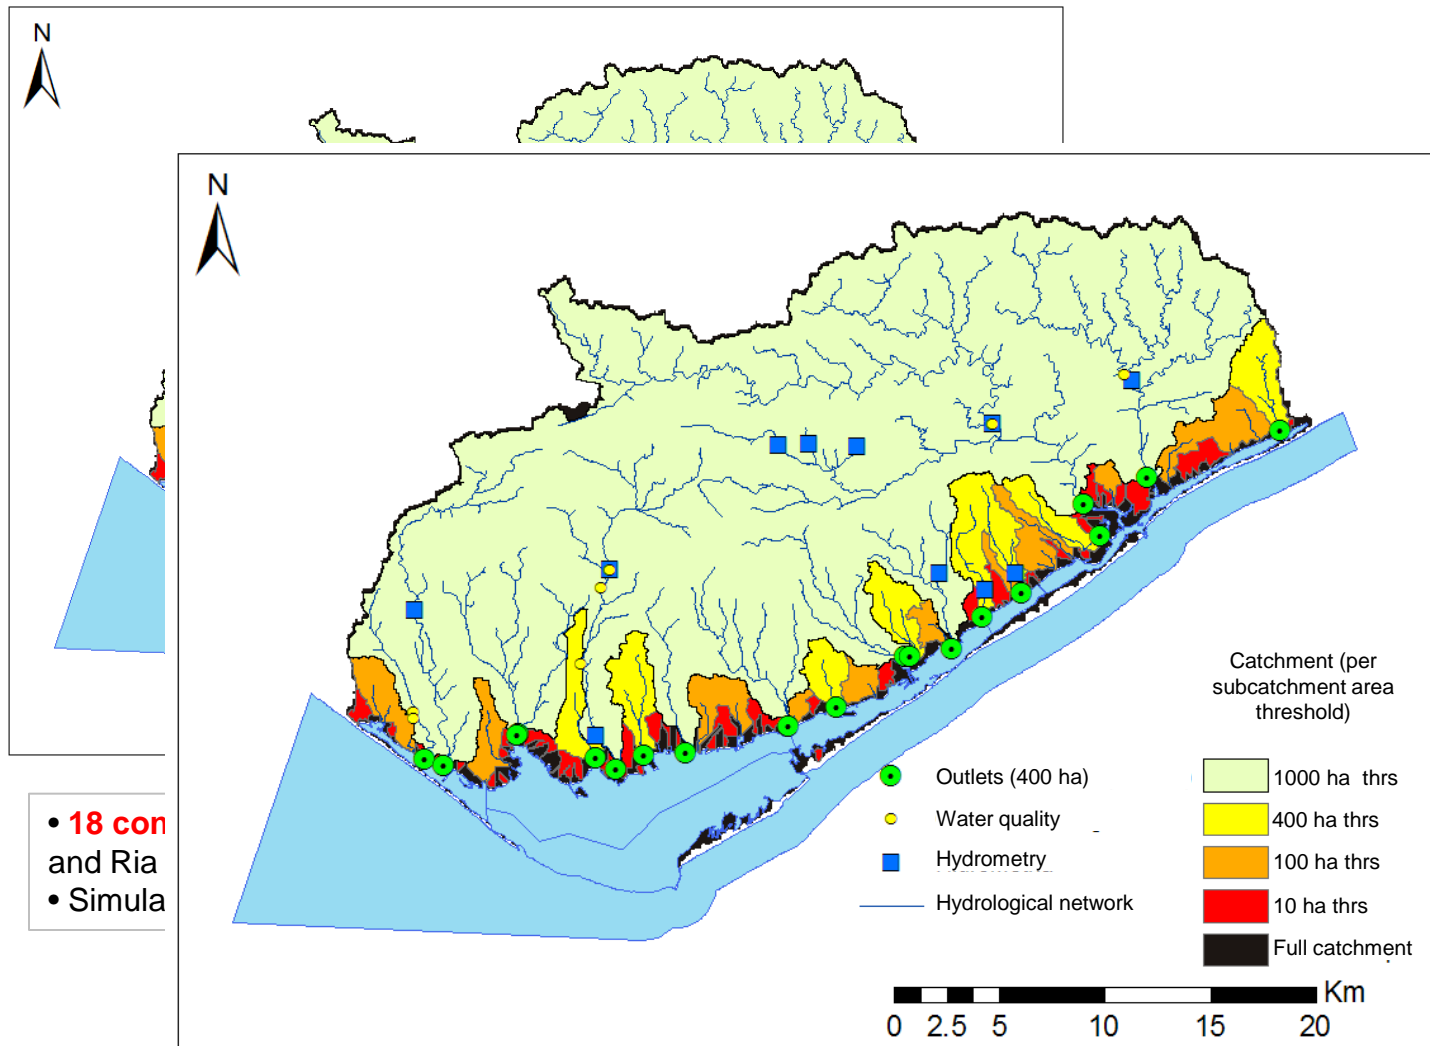 N
N
• 18 con
and Ria
• Simula
Catchment (per
subcatchment area
threshold)
Outlets (400 ha)
Water quality
Hydrometry
Hydrological network
1000 ha thrs
400 ha thrs
100 ha thrs
10 ha thrs
Full catchment
Km
0 2.5 5 10 15 20